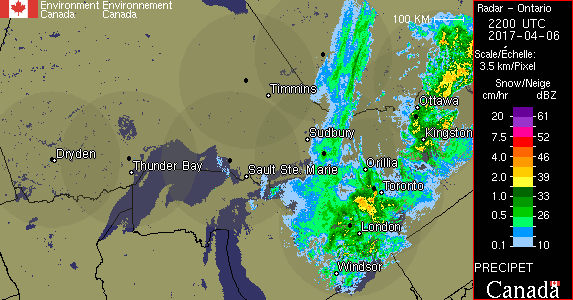 Environment Environnement
Canada Canada
100 KM
Timmins
Ottawa
Sudbury
Kingston
Dryden
Thunder Bay
Sault Ste. Marie
Orillia
Toronto
London
Windsor
Radar - Ontario
2200 UTC
2017-04-06
Scale/Échelle:
3.5 km/Pixel
Snow/Neige
cm/hr dBZ
20 61
7.5 52
4.0 46
2.0 39
1.0 33
0.5 26
0.1 10
PRECIPET
Canada